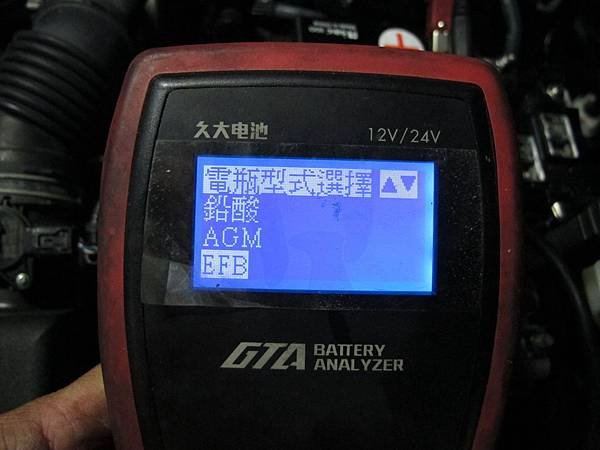 久大电池
12V/24V
電瓶型式選擇 ▲▼
鉛酸
AGM
EFB
GTA BATTERY
ANALYZER